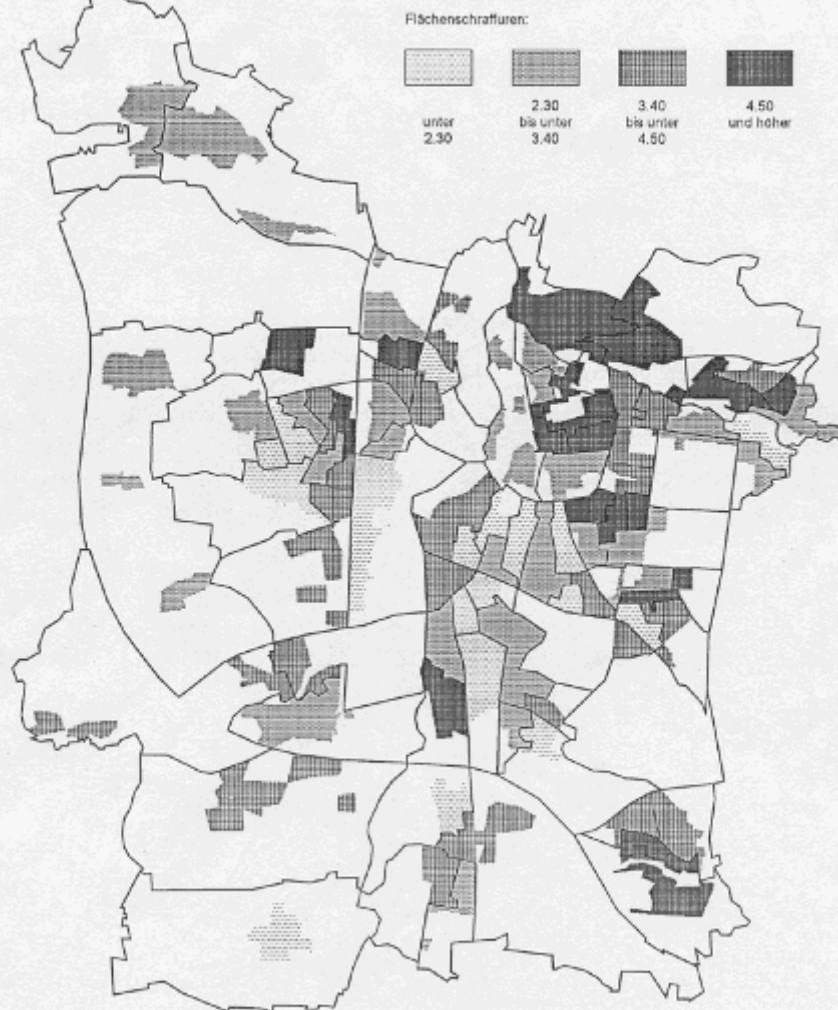 Flächenschraffuren:
unter
2.30
2.30
bis unter
3.40
3.40
bis unter
4.50
4.50
und höher